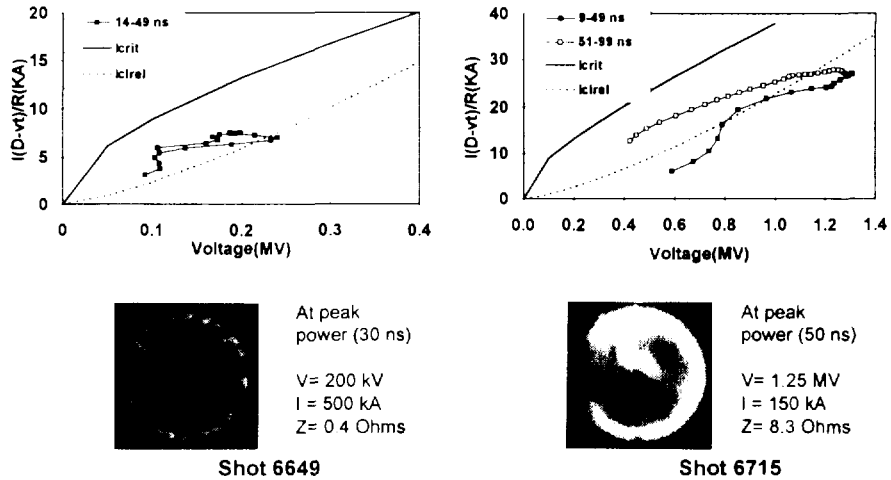 20
15
10
5
0
I(D-vt)/R(KA)
14-49 ns
Icrit
Iclrel
0
0.1
0.2
0.3
0.4
Voltage(MV)
40
30
20
10
0
I(D-vt)/R(KA)
9-49 ns
51-99 ns
Icrit
Iclrel
0.0
0.2
0.4
0.6
0.8
1.0
1.2
1.4
Voltage(MV)
At peak
power (30 ns)
V= 200 kV
I = 500 kA
Z= 0.4 Ohms
Shot 6649
At peak
power (50 ns)
V= 1.25 MV
I = 150 kA
Z= 8.3 Ohms
Shot 6715